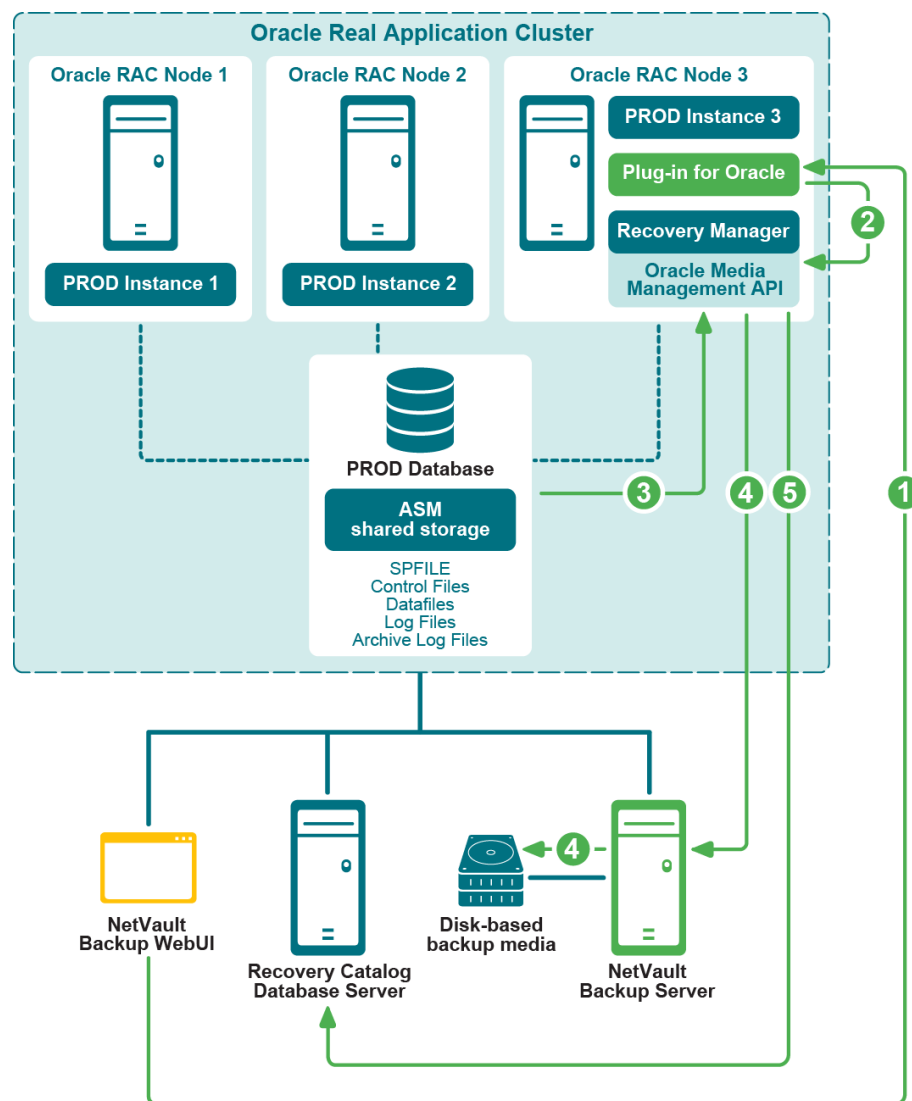 Oracle Real Application Cluster
Oracle RAC Node 1
Oracle RAC Node 2
Oracle RAC Node 3
PROD Instance 3
Plug-in for Oracle
2
Recovery Manager
Oracle Media
Management API
PROD Instance 1
PROD Instance 2
PROD Database
3
4
5
1
ASM
shared storage
SPFILE
Control Files
Datafiles
Log Files
Archive Log Files
4
NetVault
Backup WebUI
Recovery Catalog
Database Server
Disk-based
backup media
NetVault
Backup Server